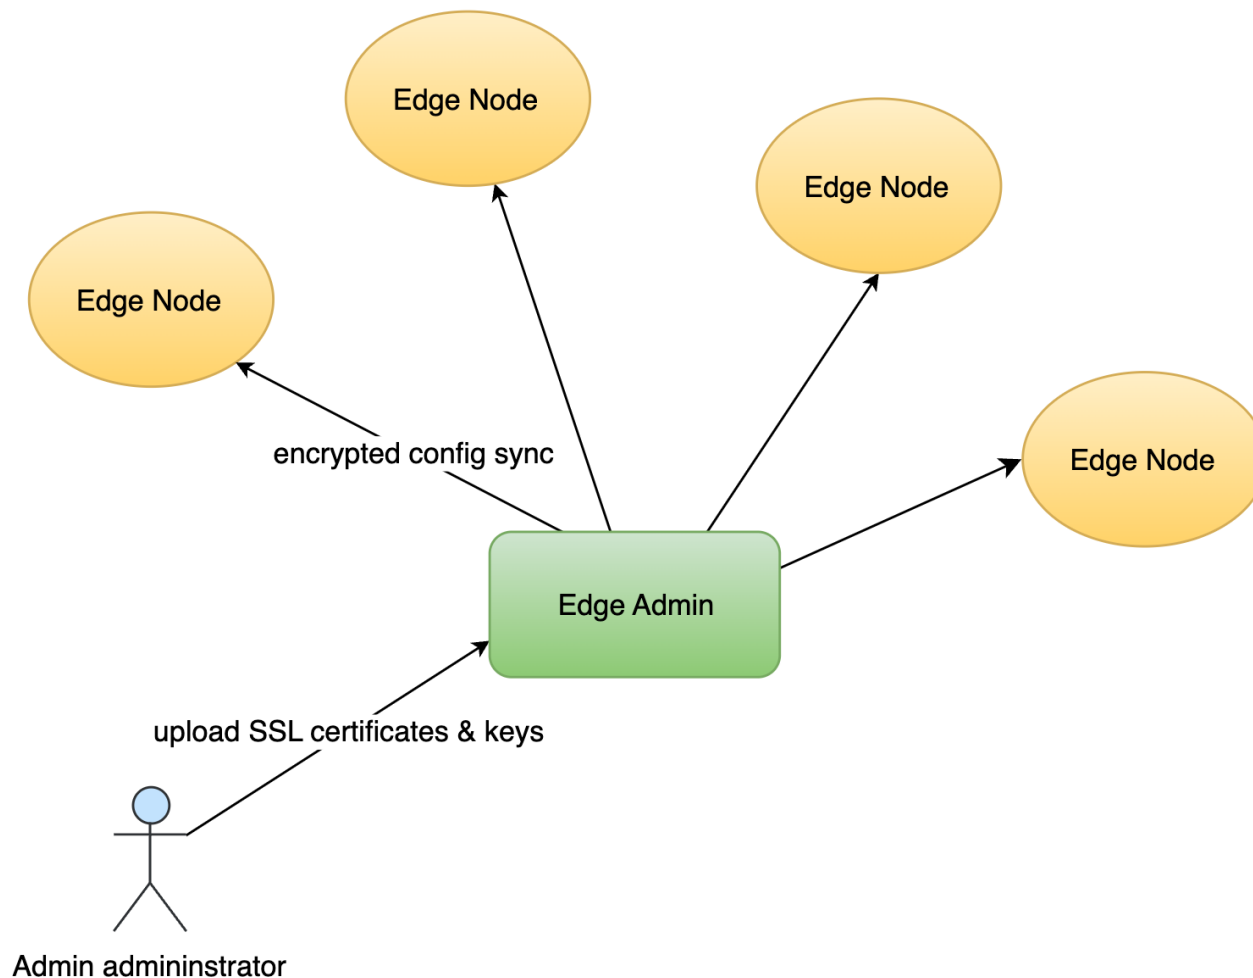 Edge Node
Edge Node
Edge Node
encrypted config sync
Edge Node
Edge Admin
upload SSL certificates & keys
Admin admininstrator